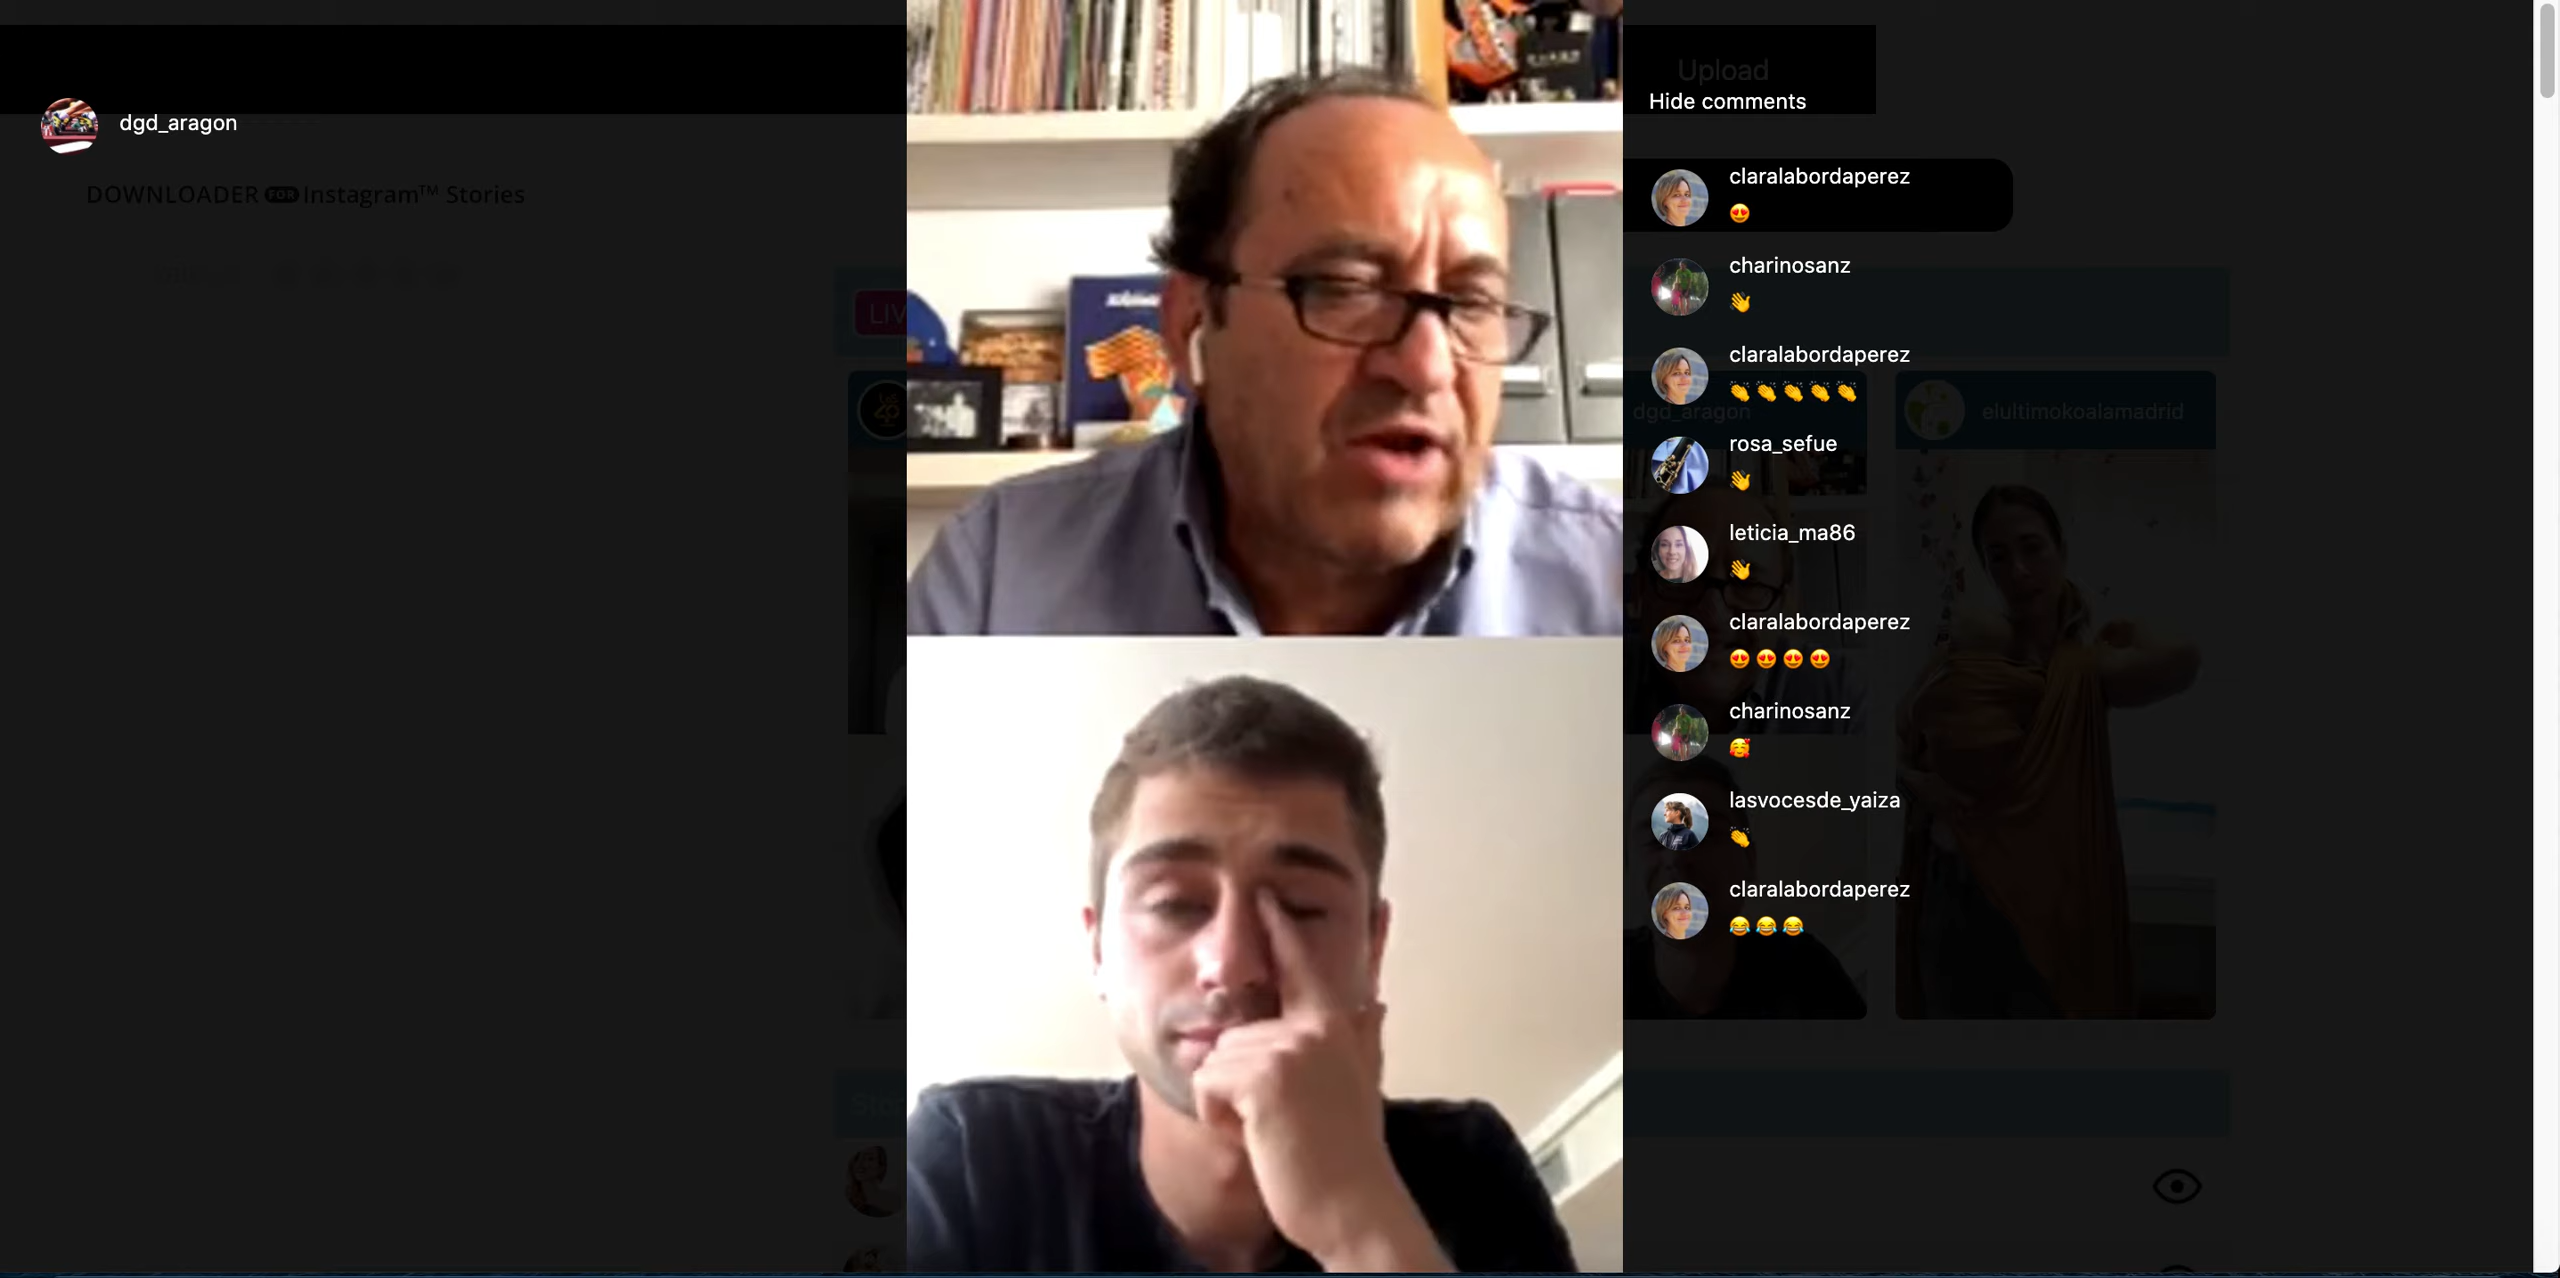 Upload
Hide comments
dgd_aragon
DOWNLOADER FOR Instagram™ Stories
claralabordaperez
😍
charinosanz
👋
claralabordaperez
👏👏👏👏👏
rosa_sefue
👋
leticia_ma86
👋
claralabordaperez
😍😍😍😍
charinosanz
🥰
lasvocesde_yaiza
👏
claralabordaperez
😂😂😂
LIV
dgd_aragon
elultimokoalamadrid